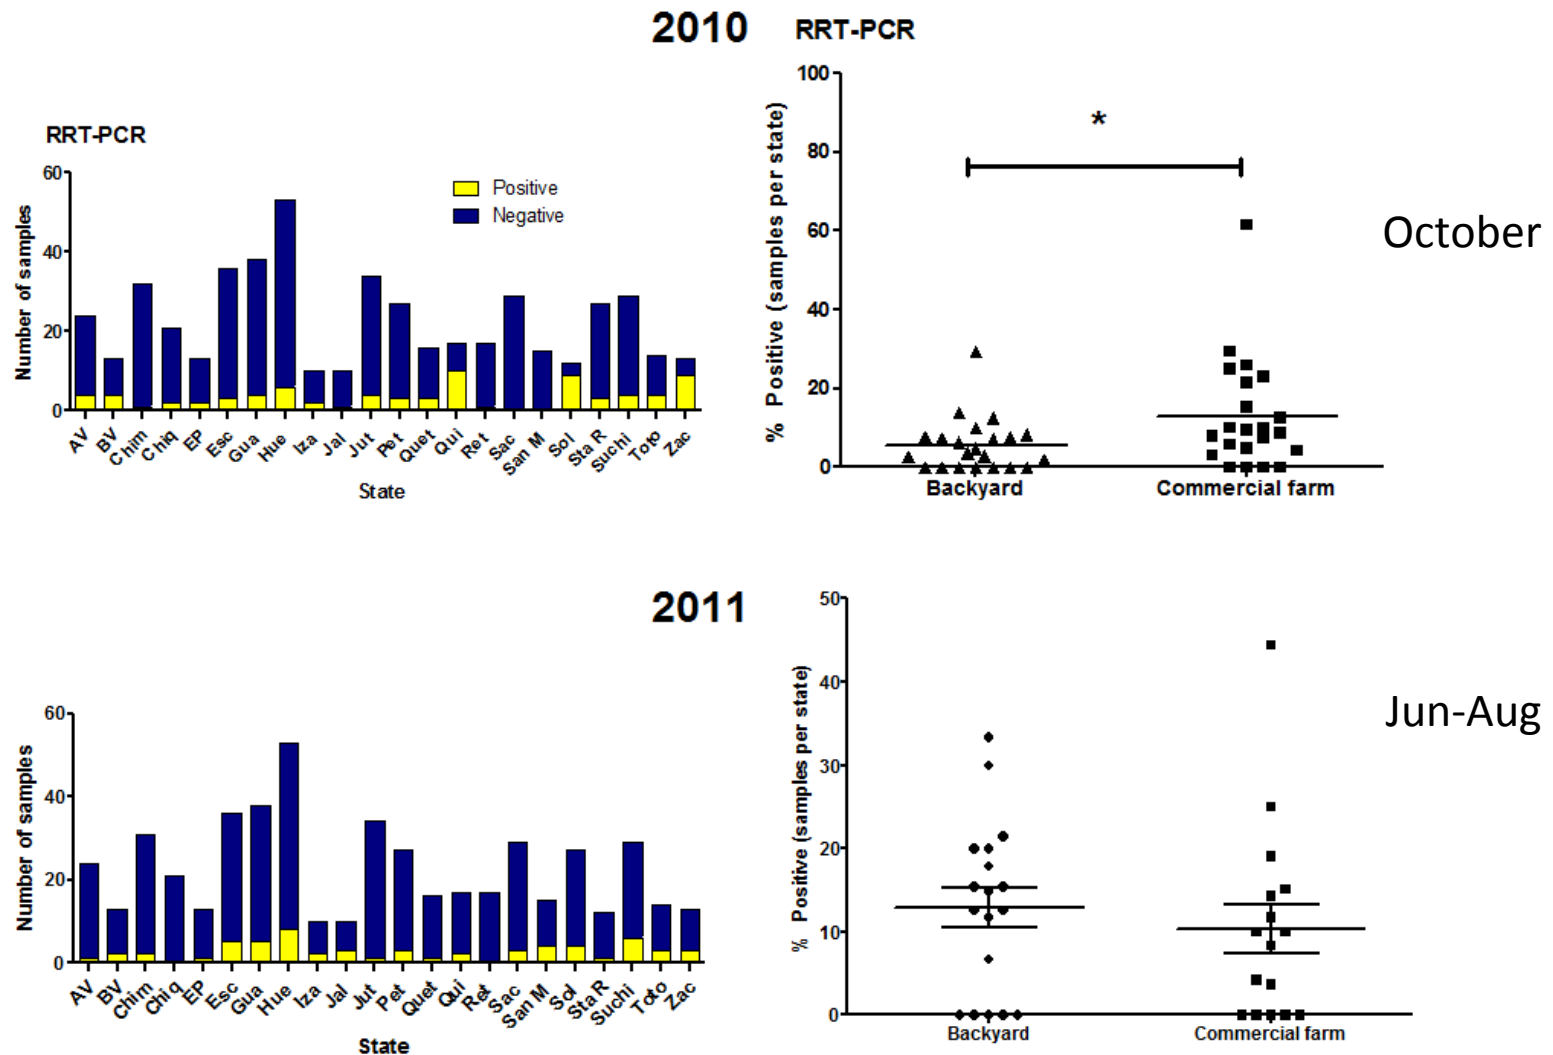 2010
RRT-PCR
RRT-PCR
Positive
Negative
60
40
20
0
Number of samples
AV
BV
Chim
Chiq
EP
Esc
Gua
Hue
Iza
Jal
Jut
Pet
Quet
Qui
Ret
Sac
San M
Sol
Sta R
Suchi
Toto
Zac
State
100
80
60
40
20
0
% Positive (samples per state)
*
Backyard
Commercial farm
October
2011
60
40
20
0
Number of samples
AV
BV
Chim
Chiq
EP
Esc
Gua
Hue
Iza
Jal
Jut
Pet
Quet
Qui
Ret
Sac
San M
Sol
Sta R
Suchi
Toto
Zac
State
50
40
30
20
10
0
% Positive (samples per state)
Backyard
Commercial farm
Jun-Aug